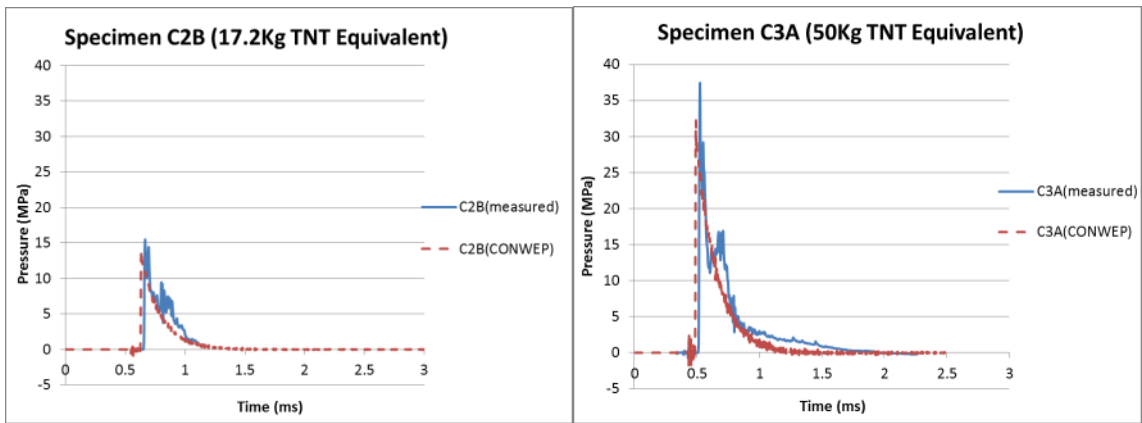 Specimen C2B (17.2Kg TNT Equivalent)
40
35
30
25
20
15
10
5
0
-5
Pressure (MPa)
0 0.5 1 1.5 2 2.5 3
Time (ms)
C2B(measured)
C2B(CONWEP)
Specimen C3A (50Kg TNT Equivalent)
40
35
30
25
20
15
10
5
0
-5
Pressure (MPa)
0 0.5 1 1.5 2 2.5 3
Time (ms)
C3A(measured)
C3A(CONWEP)